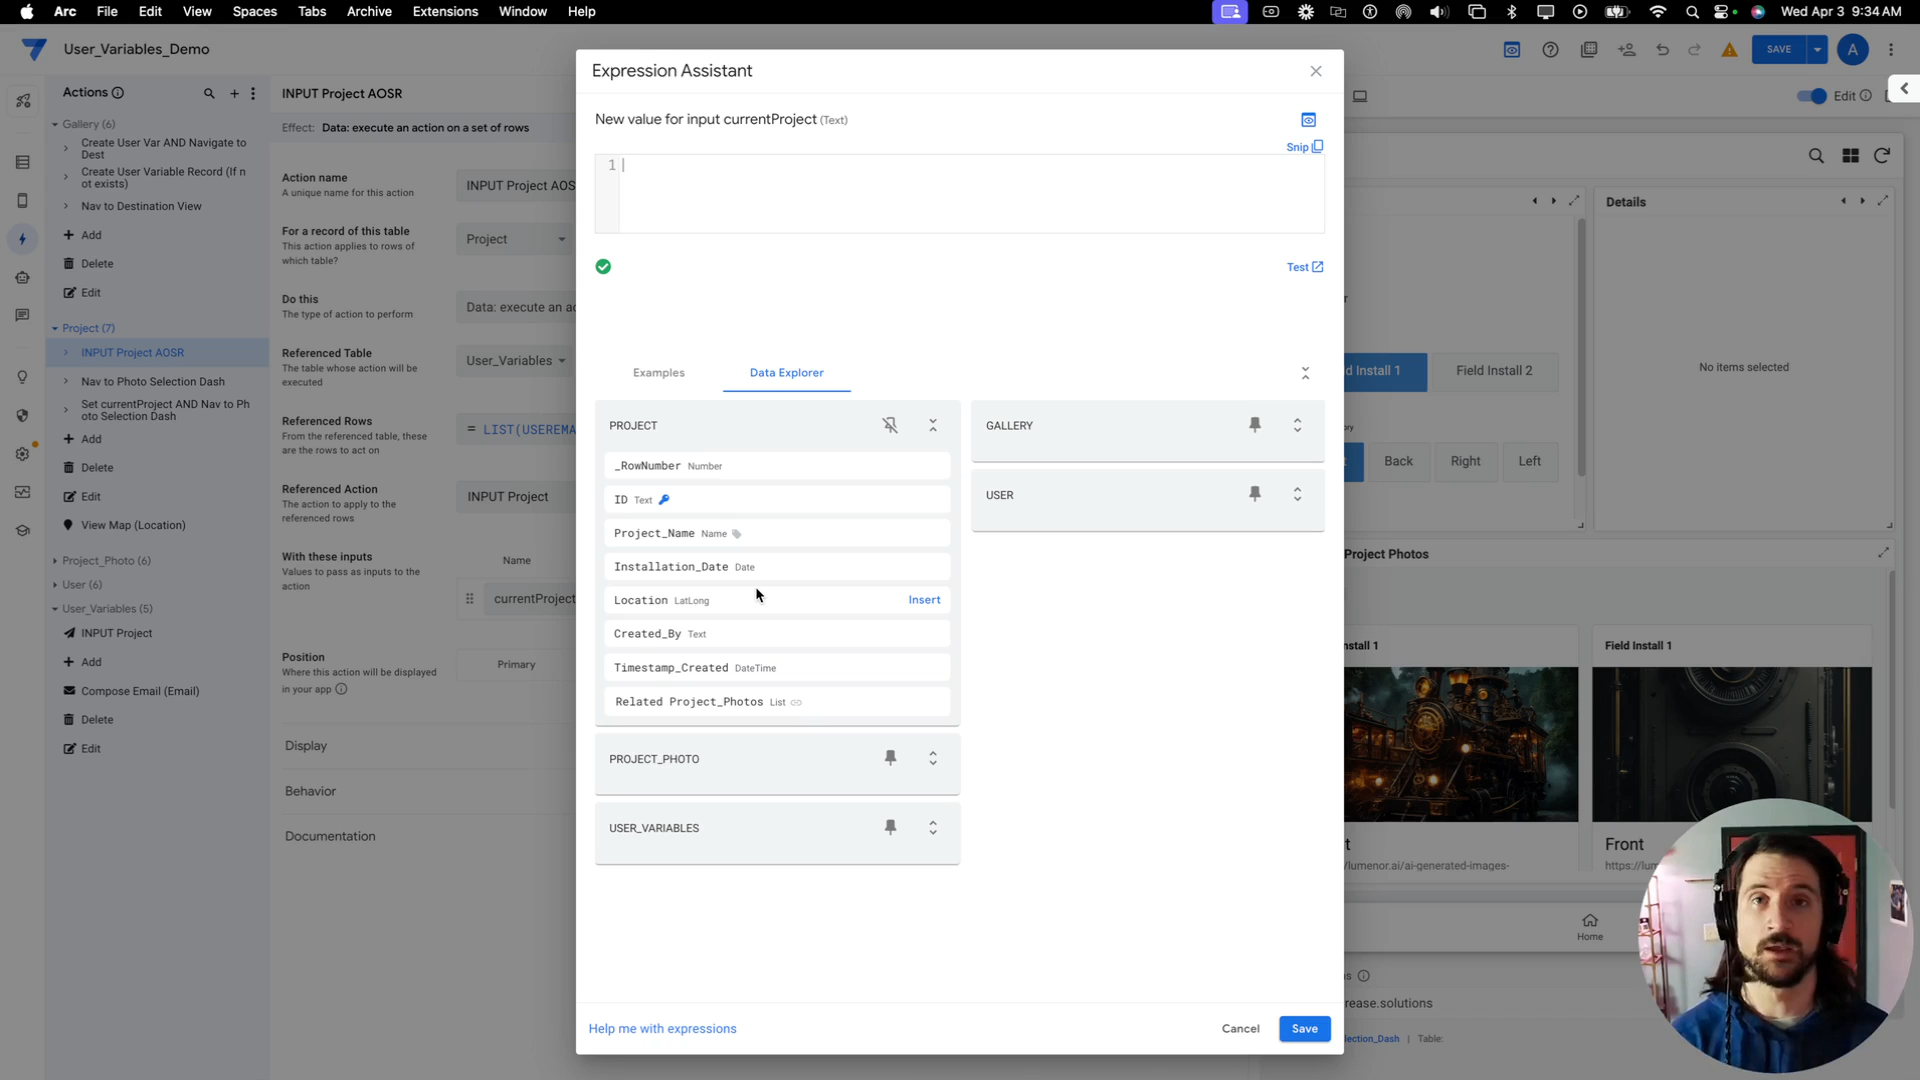 Arc File Edit View Spaces Tabs Archive Extensions Window Help
Wed Apr 3 9:34 AM
User_Variables_Demo
SAVE
A
Actions
Gallery (6)
Create User Var AND Navigate to
Dest
Create User Variable Record (If n
ot exists)
Nav to Destination View
Add
Delete
Edit
Project (7)
INPUT Project AOSR
Nav to Photo Selection Dash
Set currentProject AND Nav to Ph
oto Selection Dash
Add
Delete
Edit
View Map (Location)
Project_Photo (6)
User (6)
User_Variables (5)
INPUT Project
Add
Compose Email (Email)
Delete
Edit
INPUT Project AOSR
Effect: Data: execute an action on a set of rows
Action name
A unique name for this action
INPUT Project AOS
For a record of this table
This action applies to rows of
which table?
Project
Do this
The type of action to perform
Data: execute an ac
Referenced Table
The table whose action will be
executed
User_Variables
Referenced Rows
From the referenced table, these
are the rows to act on
= LIST(USEREMA
Referenced Action
The action to apply to the
referenced rows
INPUT Project
With these inputs
Values to pass as inputs to the
action
Name
currentProject
Position
Where this action will be displayed
in your app
Primary
Display
Behavior
Documentation
Expression Assistant
New value for input currentProject (Text)
Snip
1
Test
Examples
Data Explorer
PROJECT
_RowNumber Number
ID Text
Project_Name Name
Installation_Date Date
Location LatLong
Insert
Created_By Text
Timestamp_Created DateTime
Related Project_Photos List
PROJECT_PHOTO
USER_VARIABLES
GALLERY
USER
Help me with expressions
Cancel
Save
Edit
Details
No items selected
d Install 1
Field Install 2
ory
t
Back
Right
Left
Project Photos
nstall 1
Field Install 1
t
/lumenor.ai/ai-generated-images-
Front
https://lum
Home
ns
rease.solutions
lection_Dash | Table: